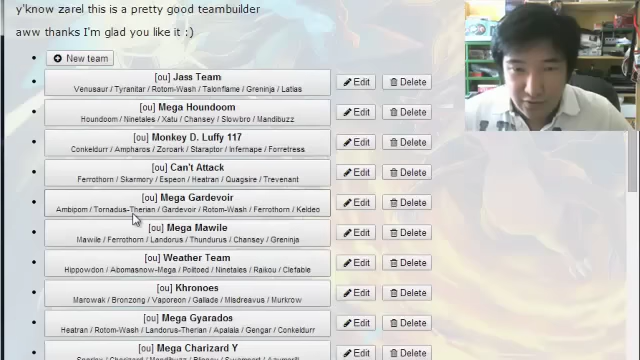 y'know zarel this is a pretty good teambuilder
aww thanks I'm glad you like it :)
New team
[ou] Jass Team
Venusaur / Tyranitar / Rotom-Wash / Talonflame / Greninja / Latias
Edit
Delete
[ou] Mega Houndoom
Houndoom / Ninetales / Xatu / Chansey / Slowbro / Mandibuzz
Edit
Delete
[ou] Monkey D. Luffy 117
Conkeldurr / Ampharos / Zoroark / Staraptor / Infernape / Forretress
Edit
Delete
[ou] Can't Attack
Ferrothorn / Skarmory / Espeon / Heatran / Quagsire / Trevenant
Edit
Delete
[ou] Mega Gardevoir
Ambipom / Tornadus-Therian / Gardevoir / Rotom-Wash / Ferrothorn / Keldeo
Edit
Delete
[ou] Mega Mawile
Mawile / Ferrothorn / Landorus / Thundurus / Chansey / Greninja
Edit
Delete
[ou] Weather Team
Hippowdon / Abomasnow-Mega / Politoed / Ninetales / Raikou / Clefable
Edit
Delete
[ou] Khronoes
Marowak / Bronzong / Vaporeon / Gallade / Misdreavus / Murkrow
Edit
Delete
[ou] Mega Gyarados
Heatran / Rotom-Wash / Landorus-Therian / Apalala / Gengar / Conkeldurr
Edit
Delete
[ou] Mega Charizard Y
Edit
Delete